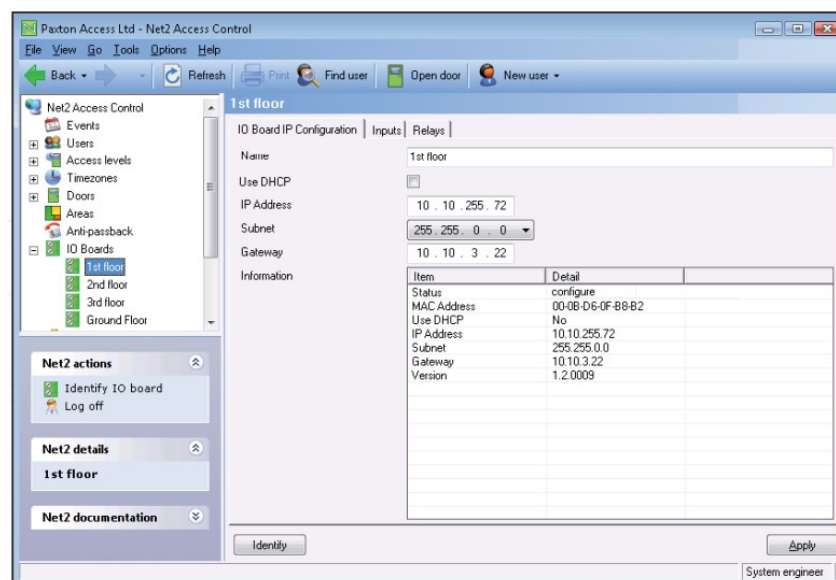 Paxton Access Ltd - Net2 Access Control
File View Go Tools Options Help
Back Refresh Print Find user Open door New user
Net2 Access Control
Events
Users
Access levels
Timezones
Doors
Areas
Anti-passback
IO Boards
1st floor
2nd floor
3rd floor
Ground Floor
Net2 actions
Identify IO board
Log off
Net2 details
1st floor
Net2 documentation
1st floor
IO Board IP Configuration Inputs Relays
Name 1st floor
Use DHCP
IP Address 10 . 10 . 255 . 72
Subnet 255 . 255 . 0 . 0
Gateway 10 . 10 . 3 . 22
Information
Item Detail
Status configure
MAC Address 00-0B-D6-0F-B8-B2
Use DHCP No
IP Address 10.10.255.72
Subnet 255.255.0.0
Gateway 10.10.3.22
Version 1.2.0009
Identify Apply
System engineer